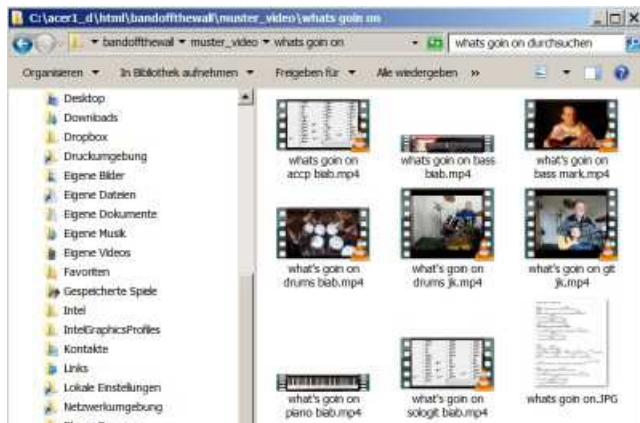 C:\acer1_d\html\bandoffthewall\muster_video\whats goin on
bandoffthewall ▾ muster_video ▾ whats goin on
whats goin on durchsuchen
Organisieren ▾ In Bibliothek aufnehmen ▾ Freigeben für ▾ Alle wiedergeben »
Desktop
Downloads
Dropbox
Druckumgebung
Eigene Bilder
Eigene Dateien
Eigene Dokumente
Eigene Musik
Eigene Videos
Favoriten
Gespeicherte Spiele
Intel
IntelGraphicsProfiles
Kontakte
Links
Lokale Einstellungen
Netzwerkumgebung
whats goin on
accp biab.mp4
whats goin on bass
biab.mp4
what's goin on
bass mark.mp4
what's goin on
drums biab.mp4
what's goin on
drums jk.mp4
what's goin on git
jk.mp4
what's goin on
piano biab.mp4
what's goin on
sologit biab.mp4
whats goin on.JPG